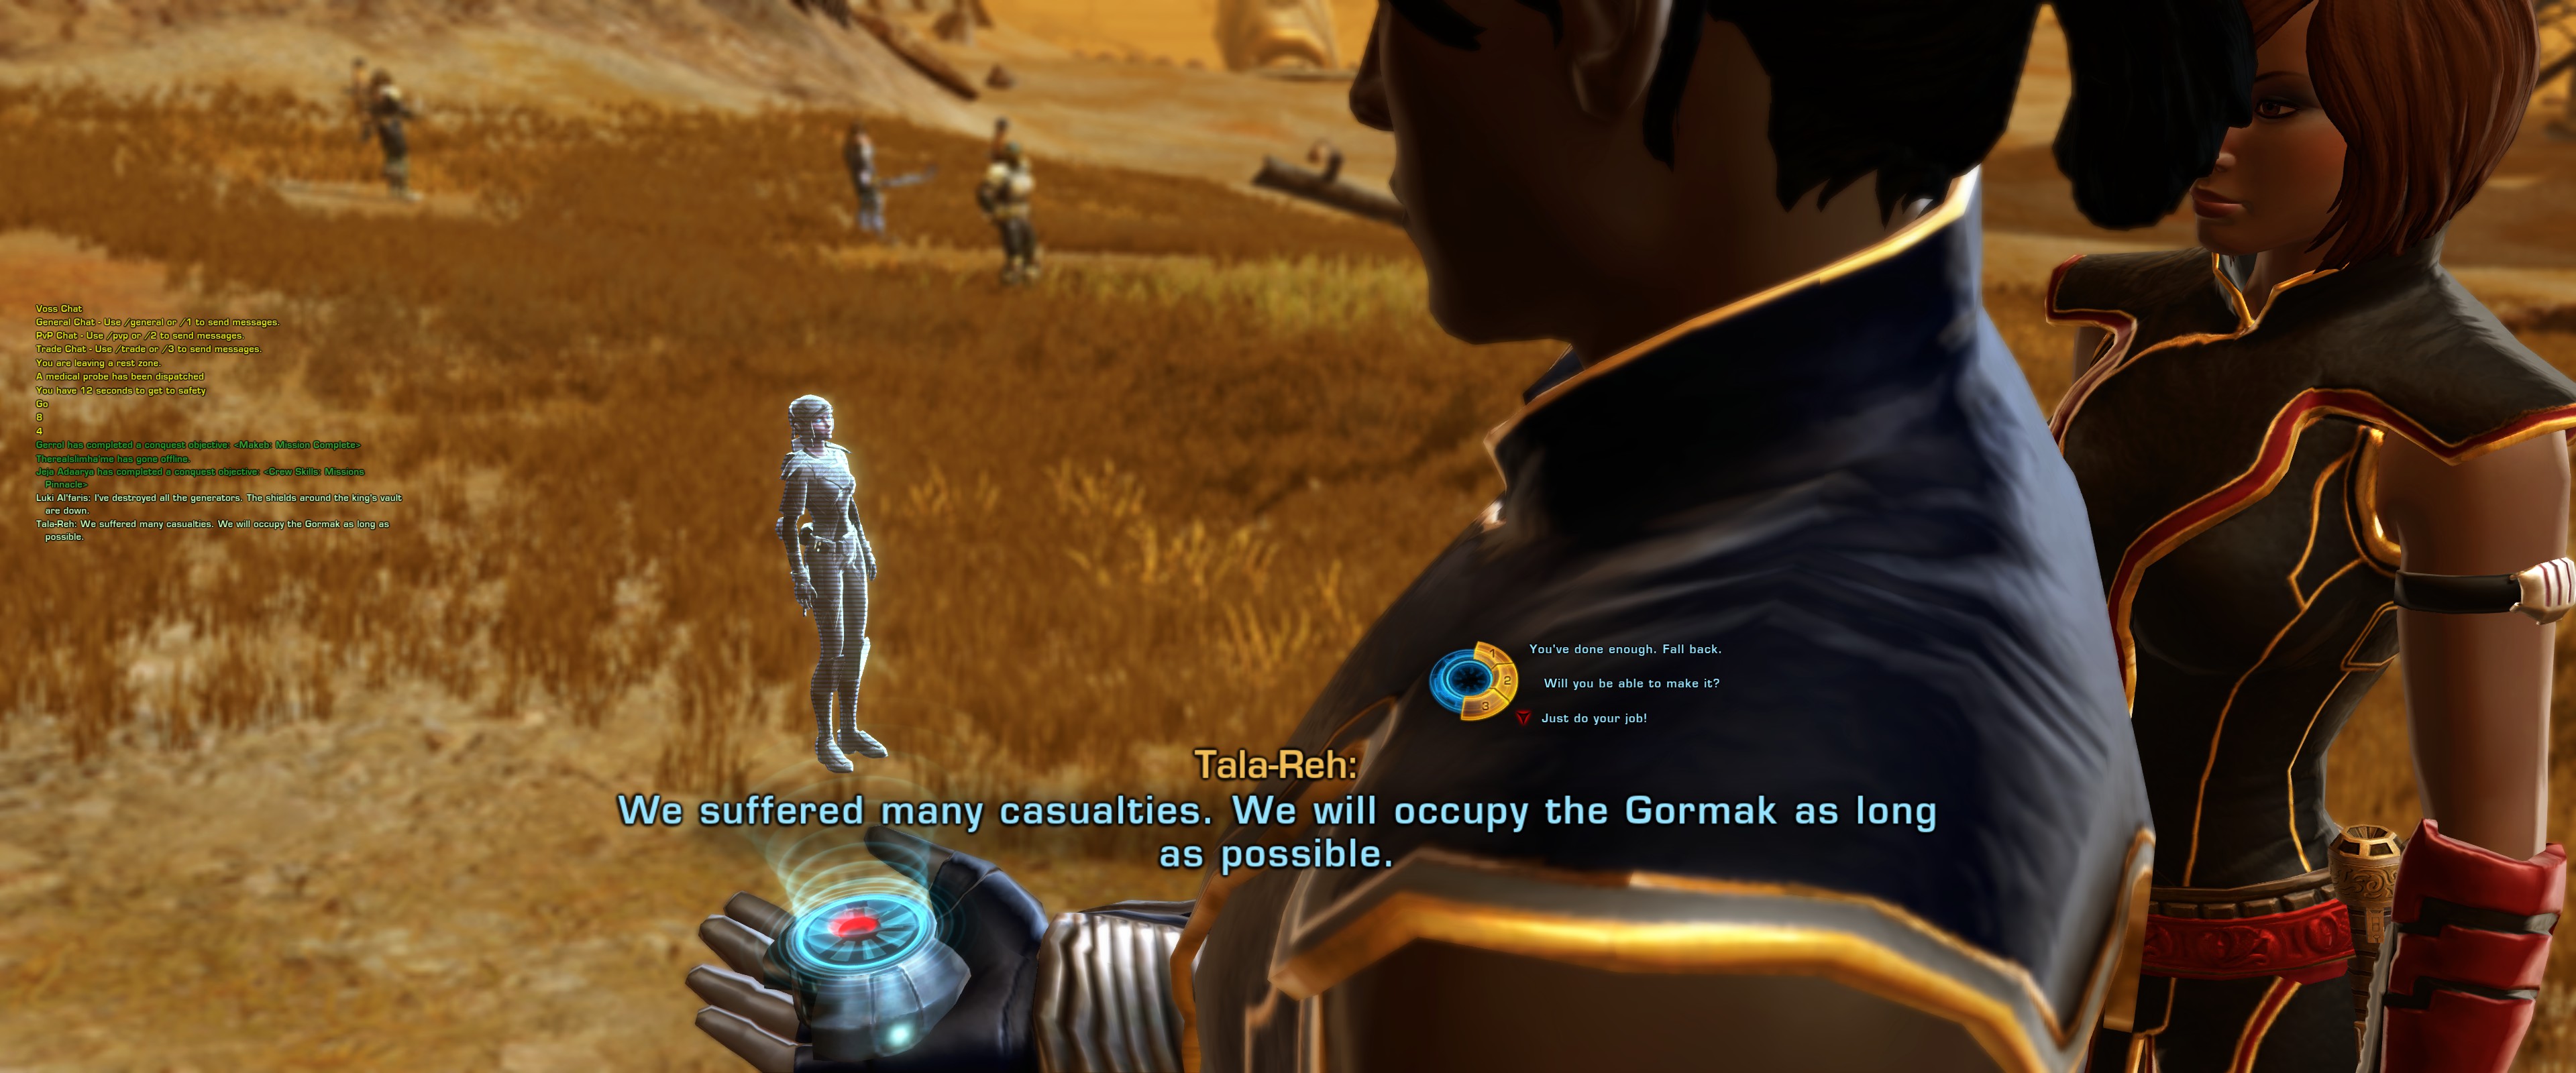 Voss Chat
General Chat - Use /general or /1 to send messages.
PvP Chat - Use /pvp or /2 to send messages.
Trade Chat - Use /trade or /3 to send messages.
You are leaving a rest zone.
A medical probe has been dispatched
You have 12 seconds to get to safety
Go
8
4
Gerrol has completed a conquest objective: <Makeb: Mission Complete>
Therealslimha'me has gone offline.
Jeja Adaarya has completed a conquest objective: <Crew Skills: Missions
Pinnacle>
Luki Al'faris: I've destroyed all the generators. The shields around the king's vault
are down.
Tala-Reh: We suffered many casualties. We will occupy the Gormak as long as
possible.
1 You've done enough. Fall back.
2 Will you be able to make it?
3 Just do your job!
Tala-Reh:
We suffered many casualties. We will occupy the Gormak as long
as possible.